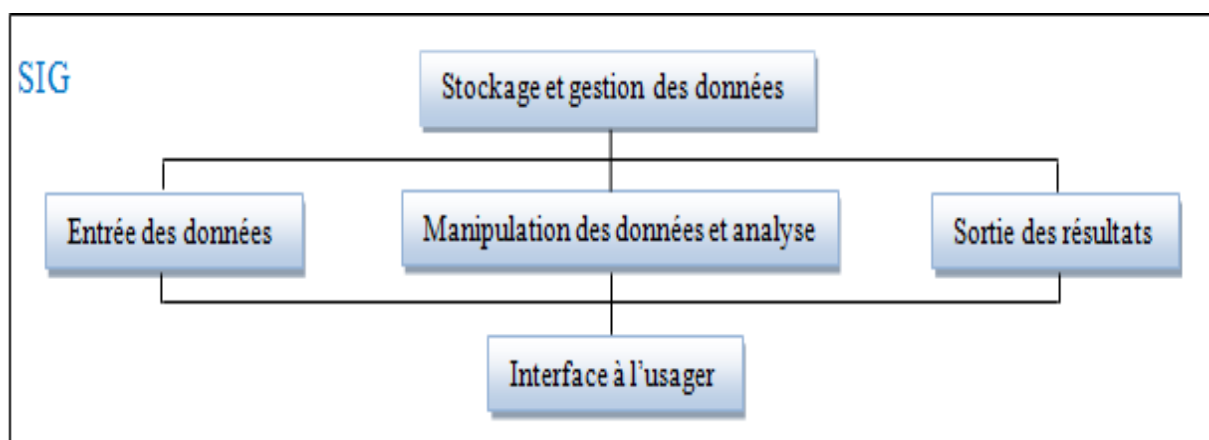 SIG
Stockage et gestion des données
Entrée des données
Manipulation des données et analyse
Sortie des résultats
Interface à l'usager